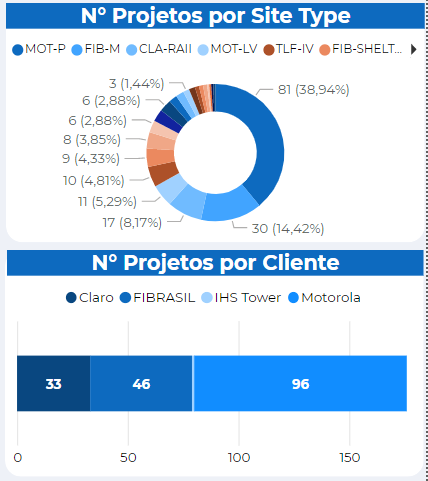 N° Projetos por Site Type
MOT-P FIB-M CLA-RAII MOT-LV TLF-IV FIB-SHELT...
3 (1,44%)
81 (38,94%)
6 (2,88%)
6 (2,88%)
8 (3,85%)
9 (4,33%)
10 (4,81%)
11 (5,29%)
17 (8,17%)
30 (14,42%)
N° Projetos por Cliente
Claro FIBRASIL IHS Tower Motorola
33 46 96
0 50 100 150